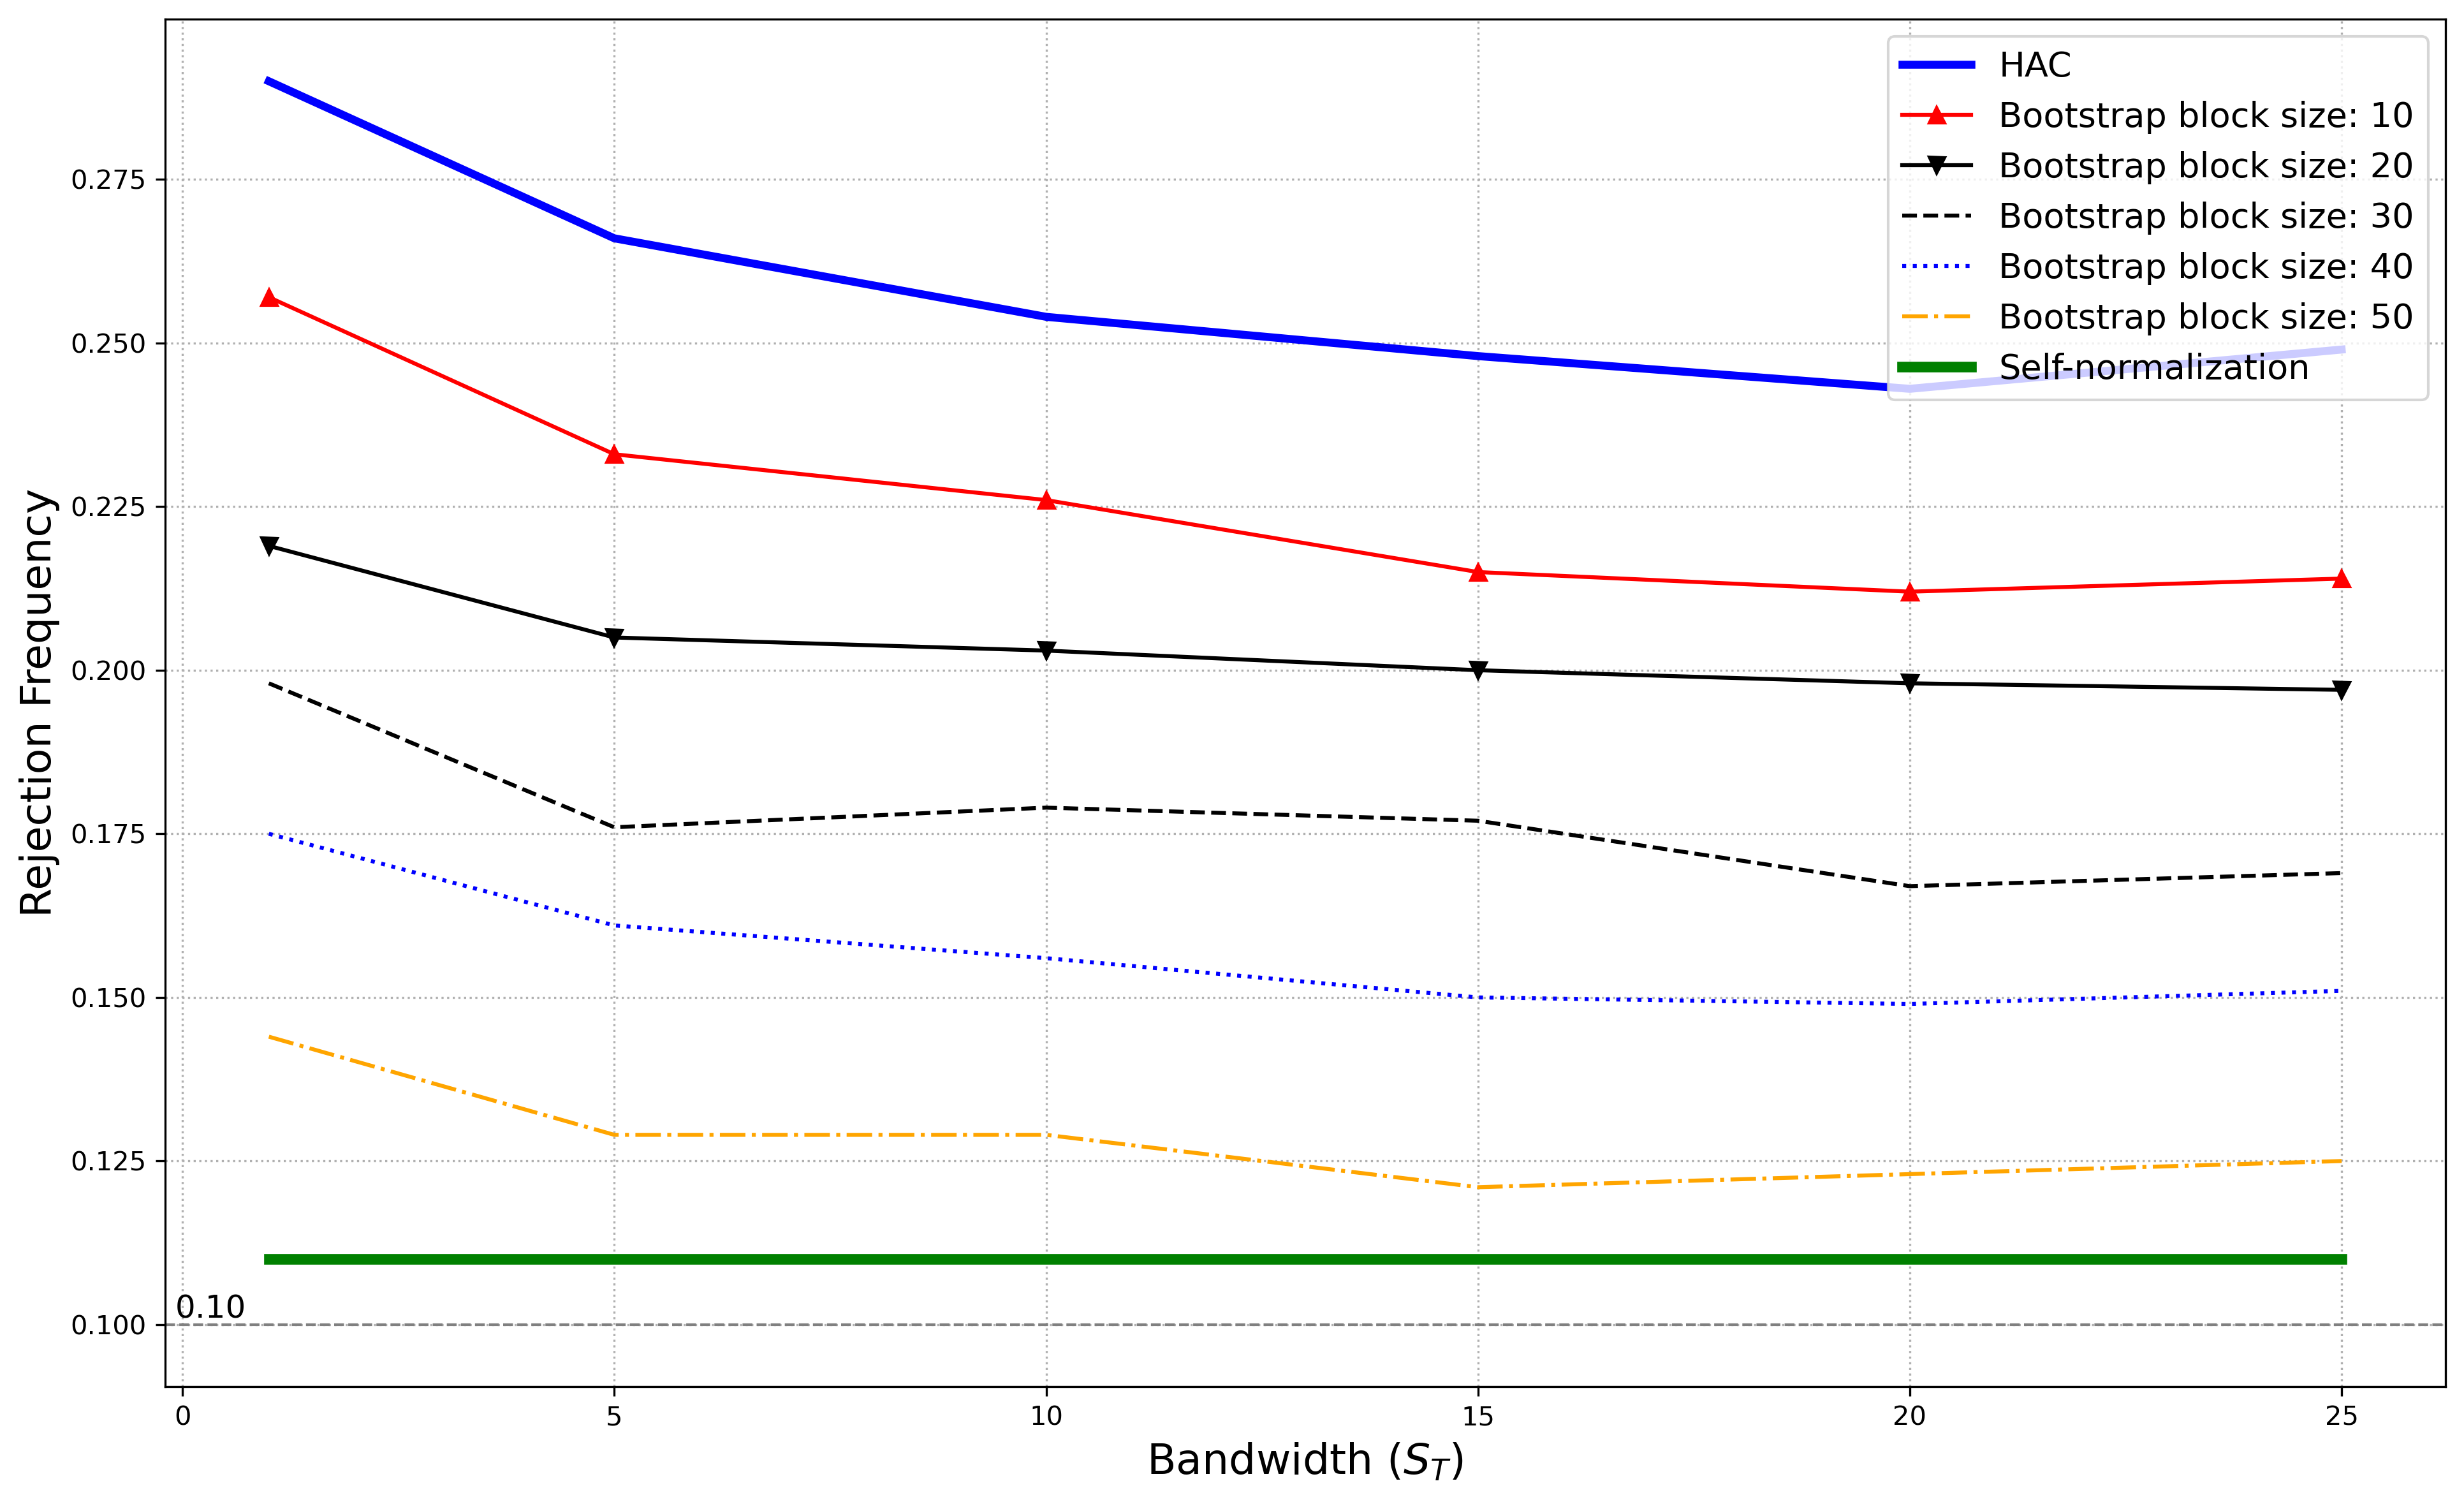 HAC
Bootstrap block size: 10
Bootstrap block size: 20
Bootstrap block size: 30
Bootstrap block size: 40
Bootstrap block size: 50
Self-normalization
Rejection Frequency
0.275
0.250
0.225
0.200
0.175
0.150
0.125
0.100
0.10
0 5 10 15 20 25
Bandwidth (S_T)